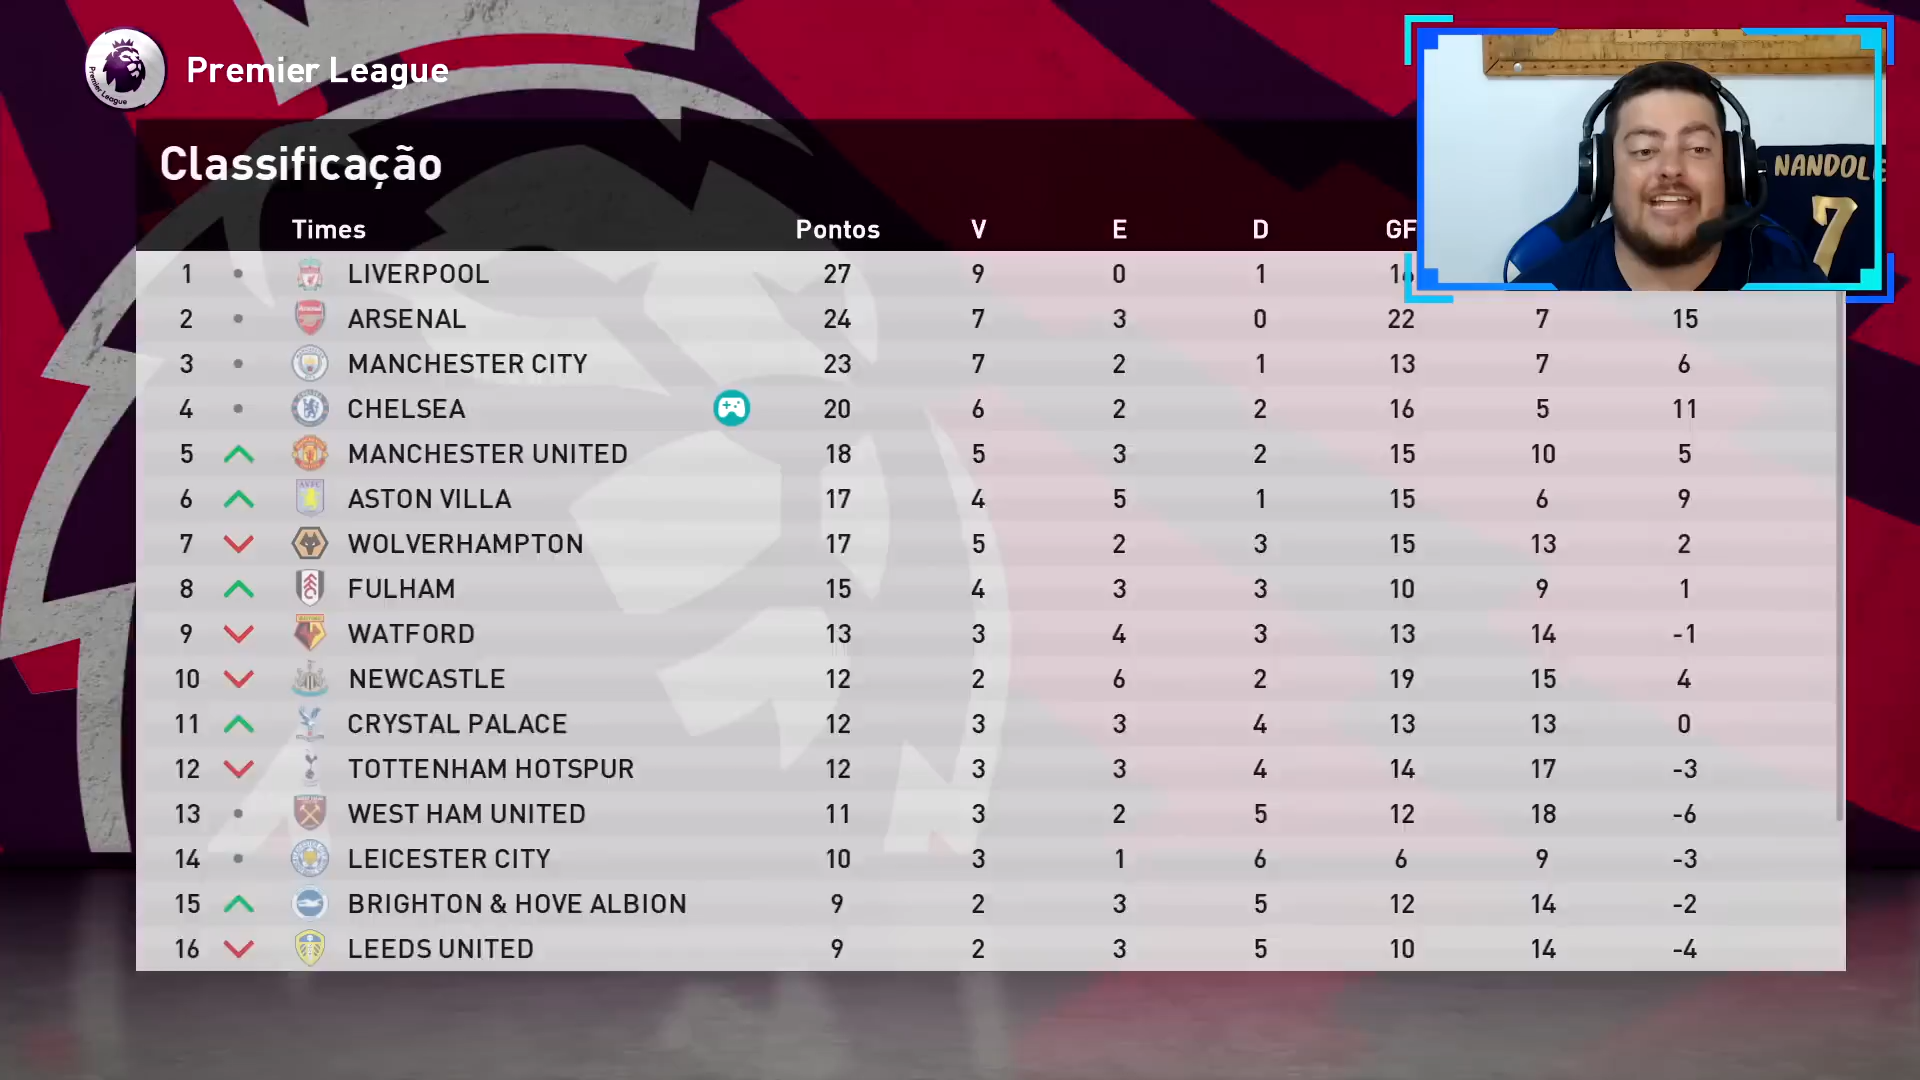 Premier League
Classificação
Times Pontos V E D GF
1 LIVERPOOL 27 9 0 1
2 ARSENAL 24 7 3 0 22 7 15
3 MANCHESTER CITY 23 7 2 1 13 7 6
4 CHELSEA 20 6 2 2 16 5 11
5 MANCHESTER UNITED 18 5 3 2 15 10 5
6 ASTON VILLA 17 4 5 1 15 6 9
7 WOLVERHAMPTON 17 5 2 3 15 13 2
8 FULHAM 15 4 3 3 10 9 1
9 WATFORD 13 3 4 3 13 14 -1
10 NEWCASTLE 12 2 6 2 19 15 4
11 CRYSTAL PALACE 12 3 3 4 13 13 0
12 TOTTENHAM HOTSPUR 12 3 3 4 14 17 -3
13 WEST HAM UNITED 11 3 2 5 12 18 -6
14 LEICESTER CITY 10 3 1 6 6 9 -3
15 BRIGHTON & HOVE ALBION 9 2 3 5 12 14 -2
16 LEEDS UNITED 9 2 3 5 10 14 -4
NANDOLE
7